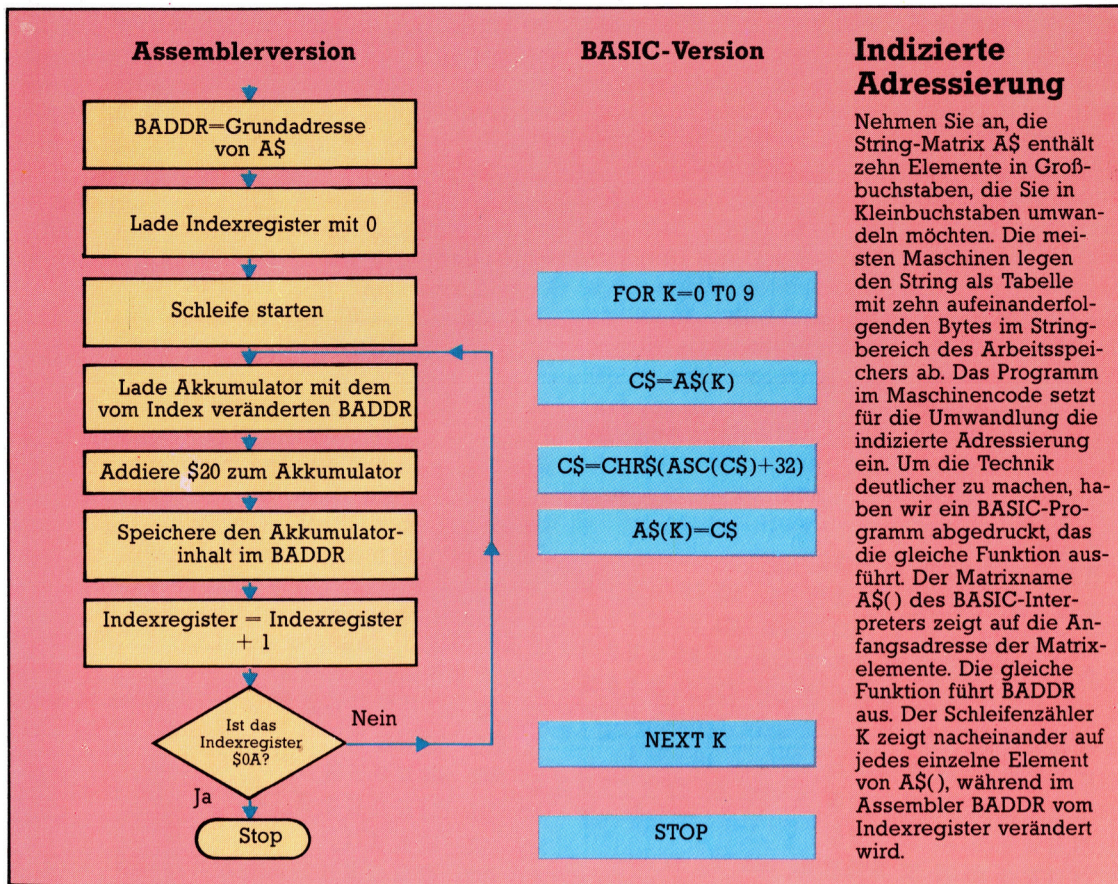 Assemblerversion
BADDR=Grundadresse
von A$
Lade Indexregister mit 0
Schleife starten
Lade Akkumulator mit dem
vom Index veränderten BADDR
Addiere $20 zum Akkumulator
Speichere den Akkumulator-
inhalt im BADDR
Indexregister = Indexregister
+ 1
Ist das
Indexregister
$0A?
Nein
Ja
Stop
BASIC-Version
FOR K=0 T0 9
C$=A$(K)
C$=CHR$(ASC(C$)+32)
A$(K)=C$
NEXT K
STOP
Indizierte
Adressierung
Nehmen Sie an, die
String-Matrix A$ enthält
zehn Elemente in Groß-
buchstaben, die Sie in
Kleinbuchstaben umwan-
deln möchten. Die mei-
sten Maschinen legen
den String als Tabelle
mit zehn aufeinanderfol-
genden Bytes im String-
bereich des Arbeitsspei-
chers ab. Das Programm
im Maschinencode setzt
für die Umwandlung die
indizierte Adressierung
ein. Um die Technik
deutlicher zu machen, ha-
ben wir ein BASIC-Pro-
gramm abgedruckt, das
die gleiche Funktion aus-
führt. Der Matrixname
A$() des BASIC-Inter-
preters zeigt auf die An-
fangsadresse der Matrix-
elemente. Die gleiche
Funktion führt BADDR
aus. Der Schleifenzähler
K zeigt nacheinander auf
jedes einzelne Element
von A$(), während im
Assembler BADDR vom
Indexregister verändert
wird.